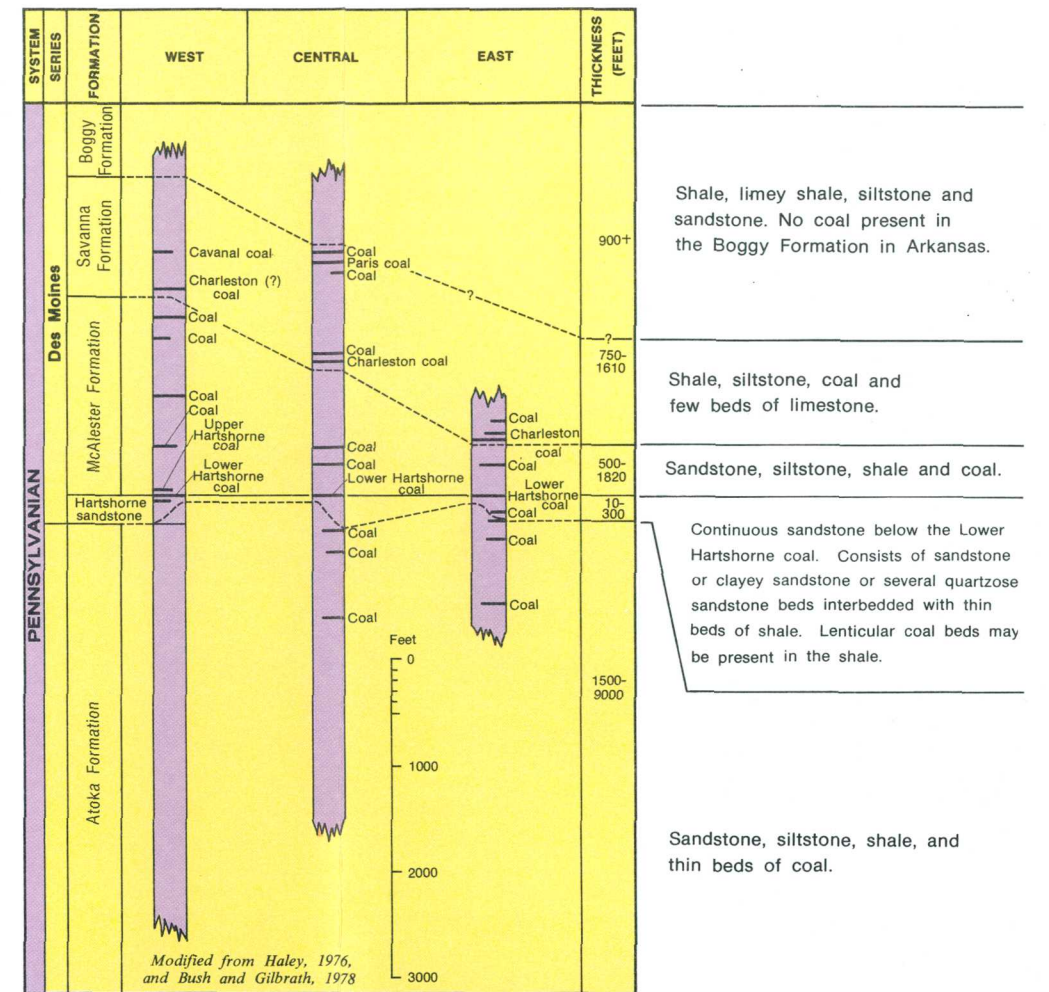 SYSTEM
SERIES
FORMATION
WEST
CENTRAL
EAST
THICKNESS
(FEET)
PENNSYLVANIAN
Des Moines
Boggy
Formation
Savanna
Formation
McAlester Formation
Hartshorne
sandstone
Atoka Formation
Cavanal coal
Charleston (?)
coal
Coal
Coal
Coal
Coal
Upper
Hartshorne
coal
Lower
Hartshorne
coal
Coal
Paris coal
Coal
Coal
Charleston coal
Coal
Coal
Lower Hartshorne
coal
Coal
Coal
Coal
?
?
Coal
Charleston
coal
Coal
Lower
Hartshorne
coal
Coal
Coal
Coal
900+
750-
1610
500-
1820
10-
300
1500-
9000
Feet
0
1000
2000
3000
Modified from Haley, 1976,
and Bush and Gilbrath, 1978
Shale, limey shale, siltstone and
sandstone. No coal present in
the Boggy Formation in Arkansas.
Shale, siltstone, coal and
few beds of limestone.
Sandstone, siltstone, shale and coal.
Continuous sandstone below the Lower
Hartshorne coal. Consists of sandstone
or clayey sandstone or several quartzose
sandstone beds interbedded with thin
beds of shale. Lenticular coal beds may
be present in the shale.
Sandstone, siltstone, shale, and
thin beds of coal.